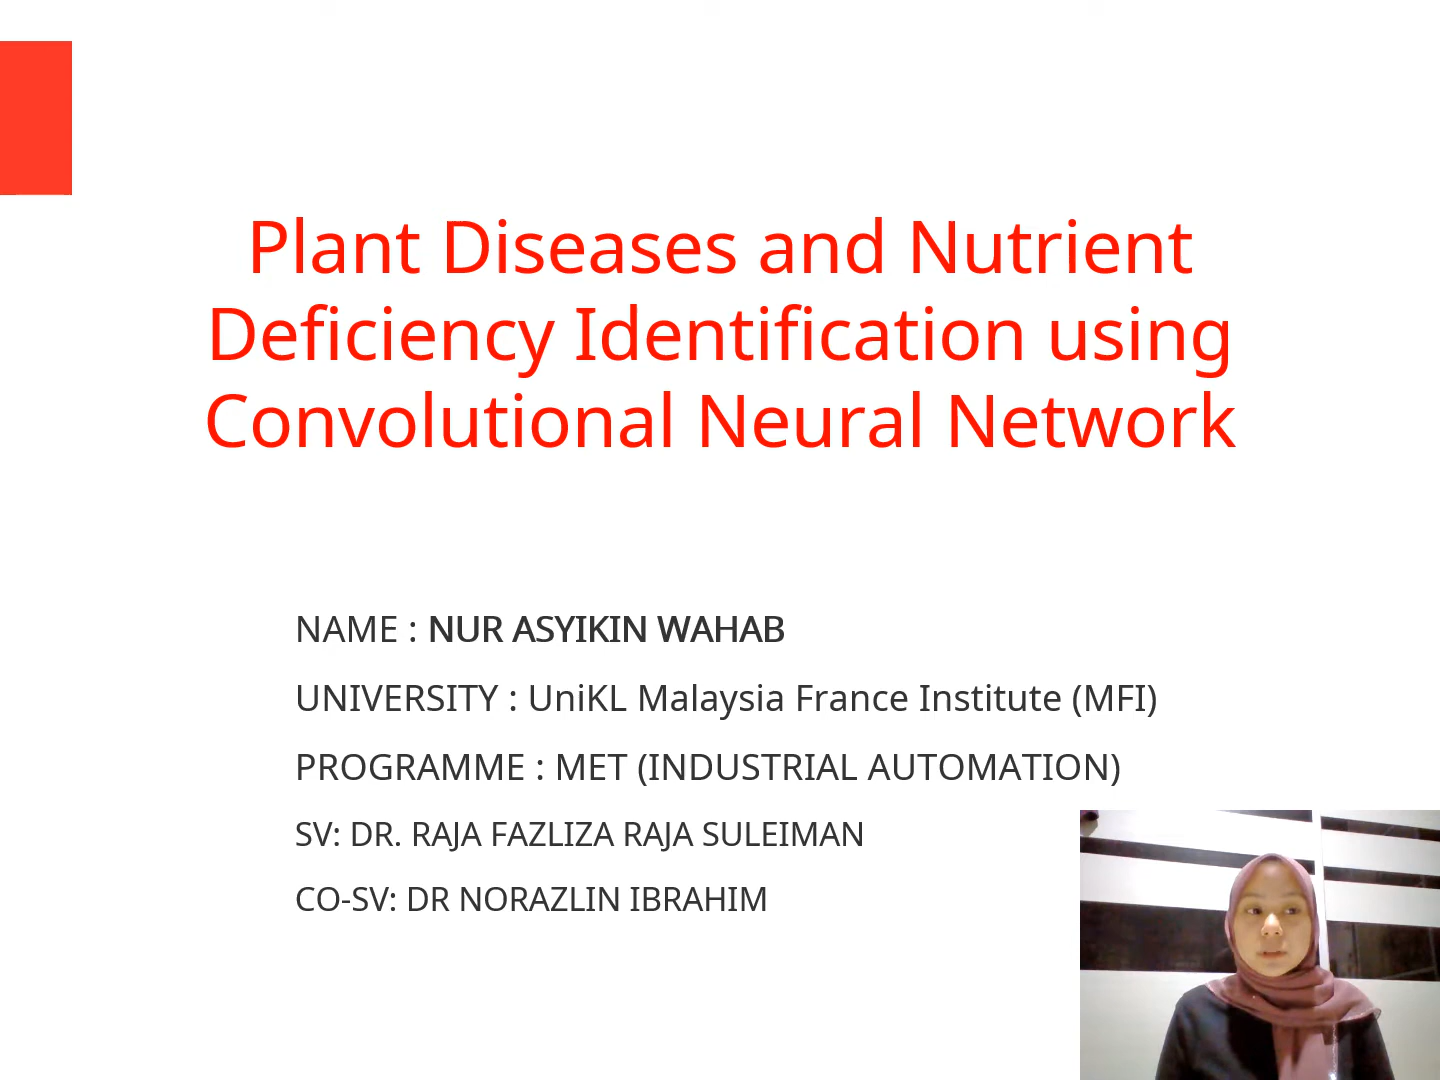 Plant Diseases and Nutrient
Deficiency Identification using
Convolutional Neural Network
NAME : NUR ASYIKIN WAHAB
UNIVERSITY : UniKL Malaysia France Institute (MFI)
PROGRAMME : MET (INDUSTRIAL AUTOMATION)
SV: DR. RAJA FAZLIZA RAJA SULEIMAN
CO-SV: DR NORAZLIN IBRAHIM